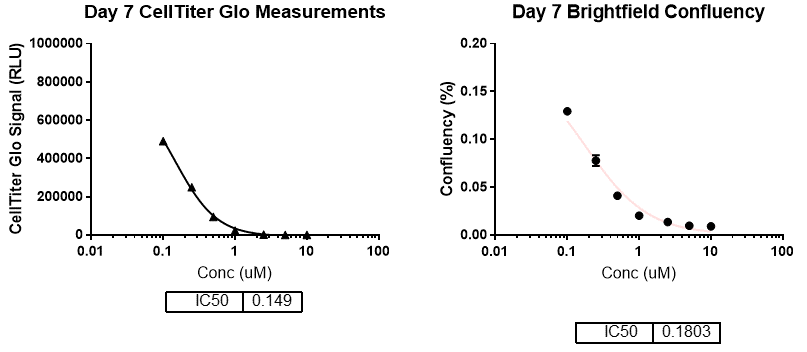 Day 7 CellTiter Glo Measurements
CellTiter Glo Signal (RLU)
1000000
800000
600000
400000
200000
0
0.01 0.1 1 10 100
Conc (uM)
IC50 0.149
Day 7 Brightfield Confluency
Confluency (%)
0.20
0.15
0.10
0.05
0.00
0.01 0.1 1 10 100
Conc (uM)
IC50 0.1803